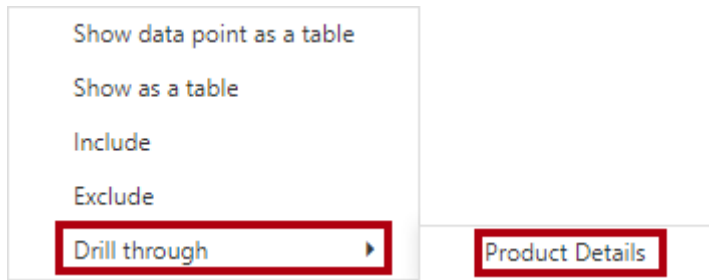 Show data point as a table
Show as a table
Include
Exclude
Drill through
Product Details